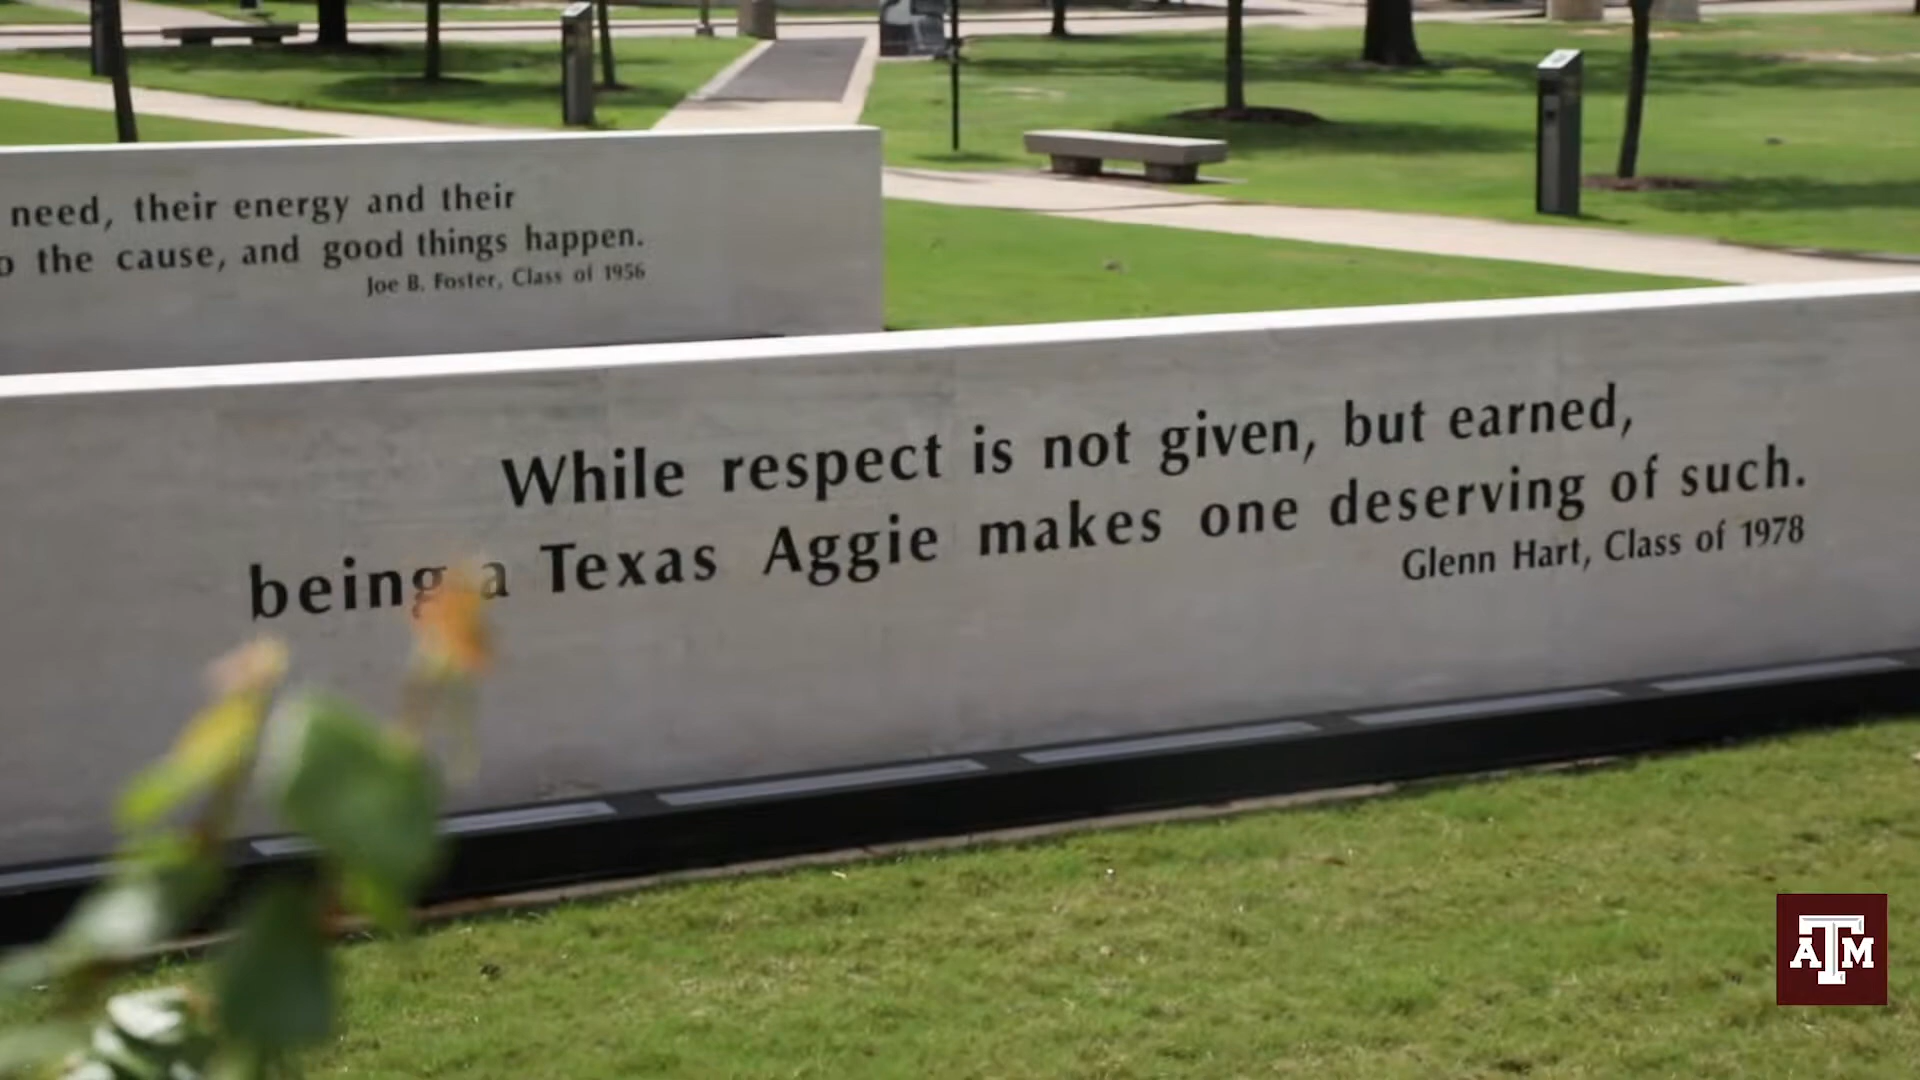 need, their energy and their
the cause, and good things happen.
Joe B. Foster, Class of 1956
While respect is not given, but earned,
being a Texas Aggie makes one deserving of such.
Glenn Hart, Class of 1978
ATM